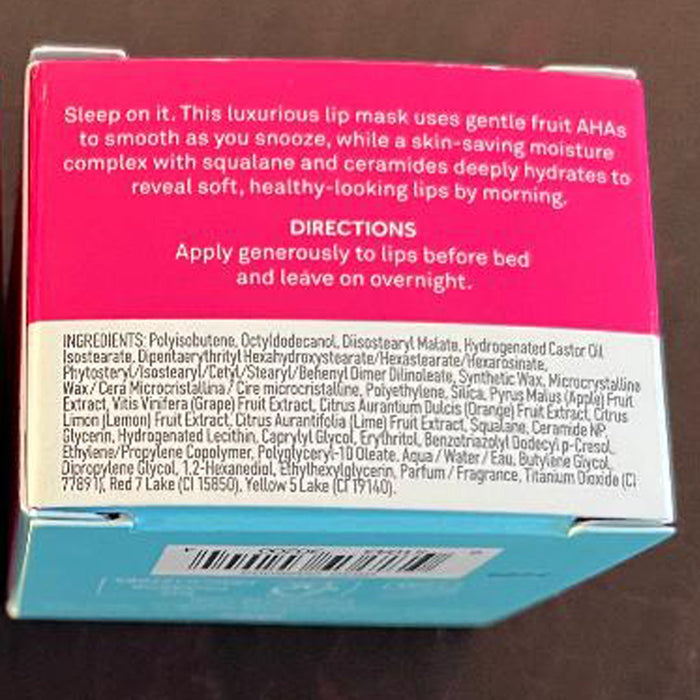 Sleep on it. This luxurious lip mask uses gentle fruit AHAs
to smooth as you snooze, while a skin-saving moisture
complex with squalane and ceramides deeply hydrates to
reveal soft, healthy-looking lips by morning.
DIRECTIONS
Apply generously to lips before bed
and leave on overnight.
INGREDIENTS: Polyisobutene, Octyldodecanol, Diisostearyl Malate, Hydrogenated Castor Oil
Isostearate, Dipentaerythrityl Hexahydroxystearate/Hexastearate/Hexarosinate,
Phytosteryl/Isostearyl/Cetyl/Stearyl/Behenyl Dimer Dilinoleate, Synthetic Wax, Microcrystalline
Wax / Cera Microcristallina / Cire microcristalline, Polyethylene, Silica, Pyrus Malus (Apple) Fruit
Extract, Vitis Vinifera (Grape) Fruit Extract, Citrus Aurantium Dulcis (Orange) Fruit Extract, Citrus
Limon (Lemon) Fruit Extract, Citrus Aurantifolia (Lime) Fruit Extract, Squalane, Ceramide NP,
Glycerin, Hydrogenated Lecithin, Caprylyl Glycol, Erythritol, Benzotriazolyl Dodecyl p-Cresol,
Ethylene/Propylene Copolymer, Polyglyceryl-10 Oleate, Aqua / Water / Eau, Butylene Glycol,
Dipropylene Glycol, 1,2-Hexanediol, Ethylhexylglycerin, Parfum / Fragrance, Titanium Dioxide (CI
77891), Red 7 Lake (CI 15850), Yellow 5 Lake (CI 19140).